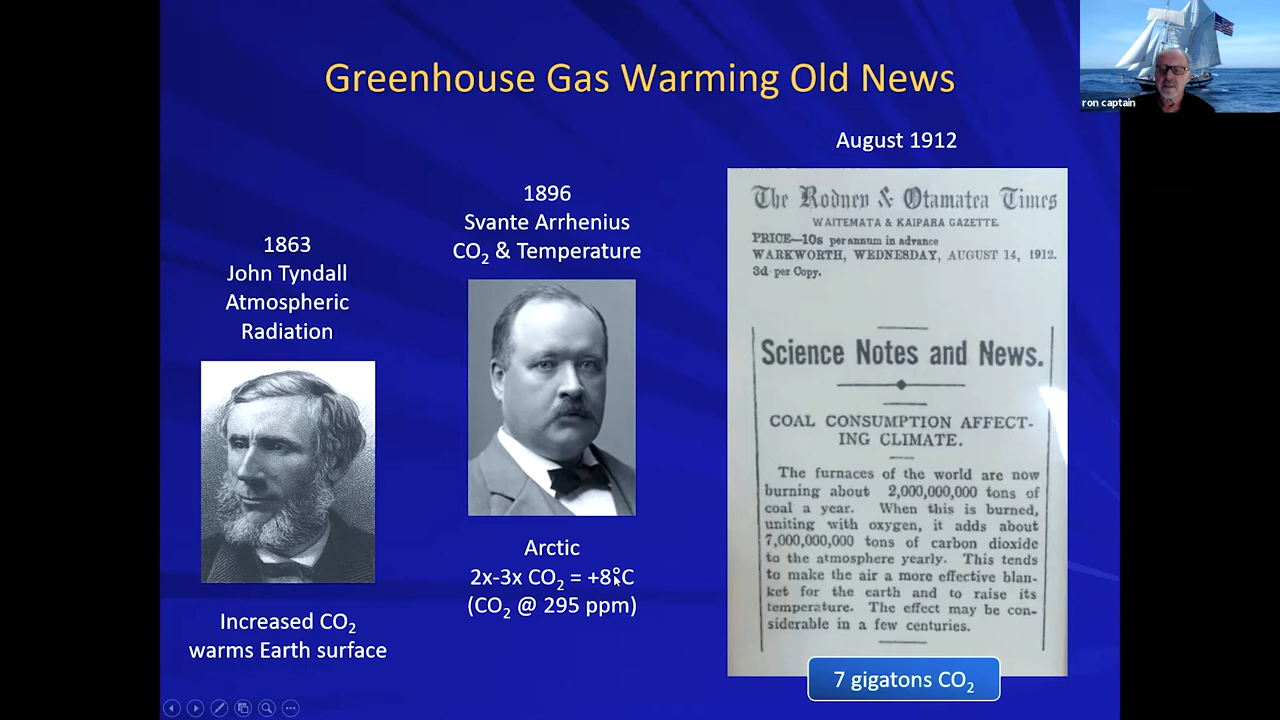 Greenhouse Gas Warming Old News
ron captain
1863
John Tyndall
Atmospheric
Radiation
Increased CO₂
warms Earth surface
1896
Svante Arrhenius
CO₂ & Temperature
Arctic
2x-3x CO₂ = +8°C
(CO₂ @ 295 ppm)
August 1912
The Rodney & Otamatea Times
WAITEMATA & KAIPARA GAZETTE.
PRICE—10s per annum in advance
WARKWORTH, WEDNESDAY, AUGUST 14, 1912.
3d per Copy.
Science Notes and News.
COAL CONSUMPTION AFFECT-
ING CLIMATE.
The furnaces of the world are now
burning about 2,000,000,000 tons of
coal a year. When this is burned,
uniting with oxygen, it adds about
7,000,000,000 tons of carbon dioxide
to the atmosphere yearly. This tends
to make the air a more effective blan-
ket for the earth and to raise its
temperature. The effect may be con-
siderable in a few centuries.
7 gigatons CO₂